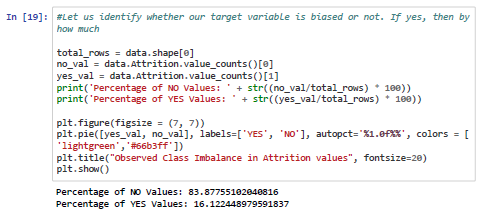 In [19]: #Let us identify whether our target variable is biased or not. If yes, then by
how much
total_rows = data.shape[0]
no_val = data.Attrition.value_counts()[0]
yes_val = data.Attrition.value_counts()[1]
print('Percentage of NO Values: ' + str((no_val/total_rows) * 100))
print('Percentage of YES Values: ' + str((yes_val/total_rows) * 100))
plt.figure(figsize = (7, 7))
plt.pie([yes_val, no_val], labels=['YES', 'NO'], autopct='%1.0f%%', colors = [
'lightgreen','#66b3ff'])
plt.title("Observed Class Imbalance in Attrition values", fontsize=20)
plt.show()
Percentage of NO Values: 83.87755102040816
Percentage of YES Values: 16.122448979591837